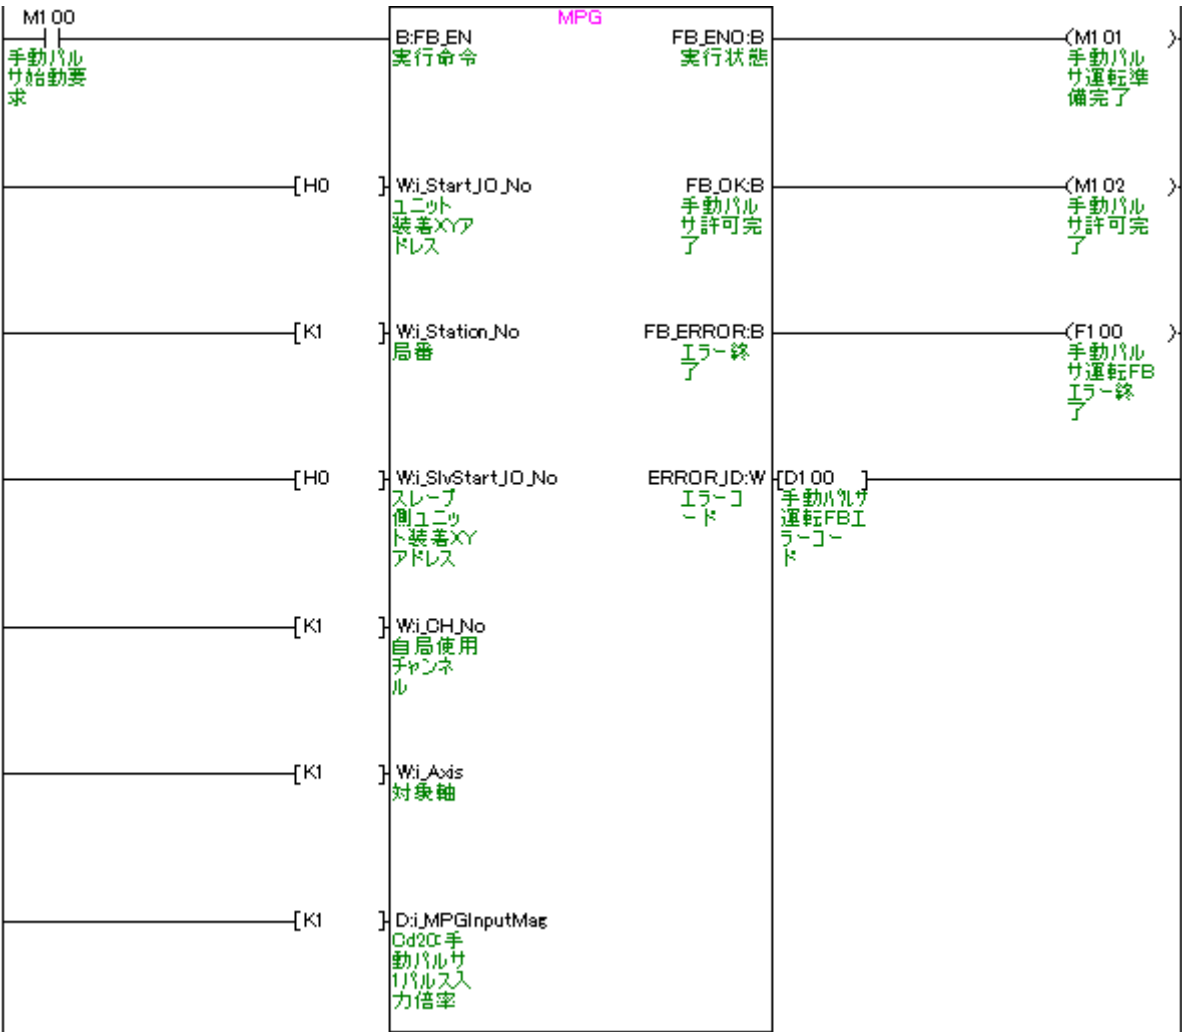 M100
MPG
B:FB_EN
FB_ENO:B
(M101 )
手動パル
サ始動要
求
実行命令
実行状態
手動パル
サ運転準
備完了
[H0 ]
W:i_Start_IO_No
FB_OK:B
(M102 )
ユニット
装着XYア
ドレス
手動パル
サ許可完
了
手動パル
サ許可完
了
[K1 ]
W:i_Station_No
FB_ERROR:B
(F100 )
局番
エラー終
了
手動パル
サ運転FB
エラー終
了
[H0 ]
W:i_SlvStart_IO_No
ERROR_ID:W
[D100 ]
スレーブ
側ユニッ
ト装着XY
アドレス
エラーコ
ード
手動パルサ
運転FBエ
ラーコー
ド
[K1 ]
W:i_CH_No
自局使用
チャンネ
ル
[K1 ]
W:i_Axis
対象軸
[K1 ]
D:i_MPGInputMag
Cd20:手
動パルサ
1パルス入
力倍率